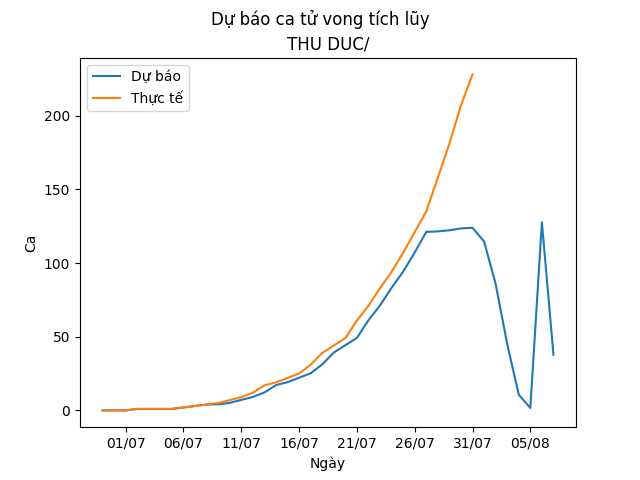 Dự báo ca tử vong tích lũy
THU DUC/
Dự báo
Thực tế
200
150
100
50
0
Ca
01/07 06/07 11/07 16/07 21/07 26/07 31/07 05/08
Ngày